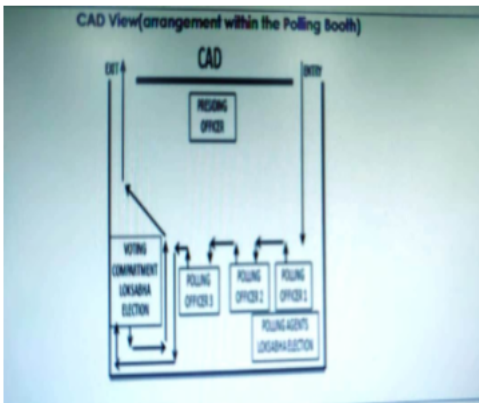 CAD View(arrangement within the Polling Booth)
CAD
EXIT
ENTRY
PRESIDING
OFFICER
VOTING
COMPARTMENT
LOKSABHA
ELECTION
POLLING
OFFICER 3
POLLING
OFFICER 2
POLLING
OFFICER 1
POLLING AGENTS
LOKSABHA ELECTION